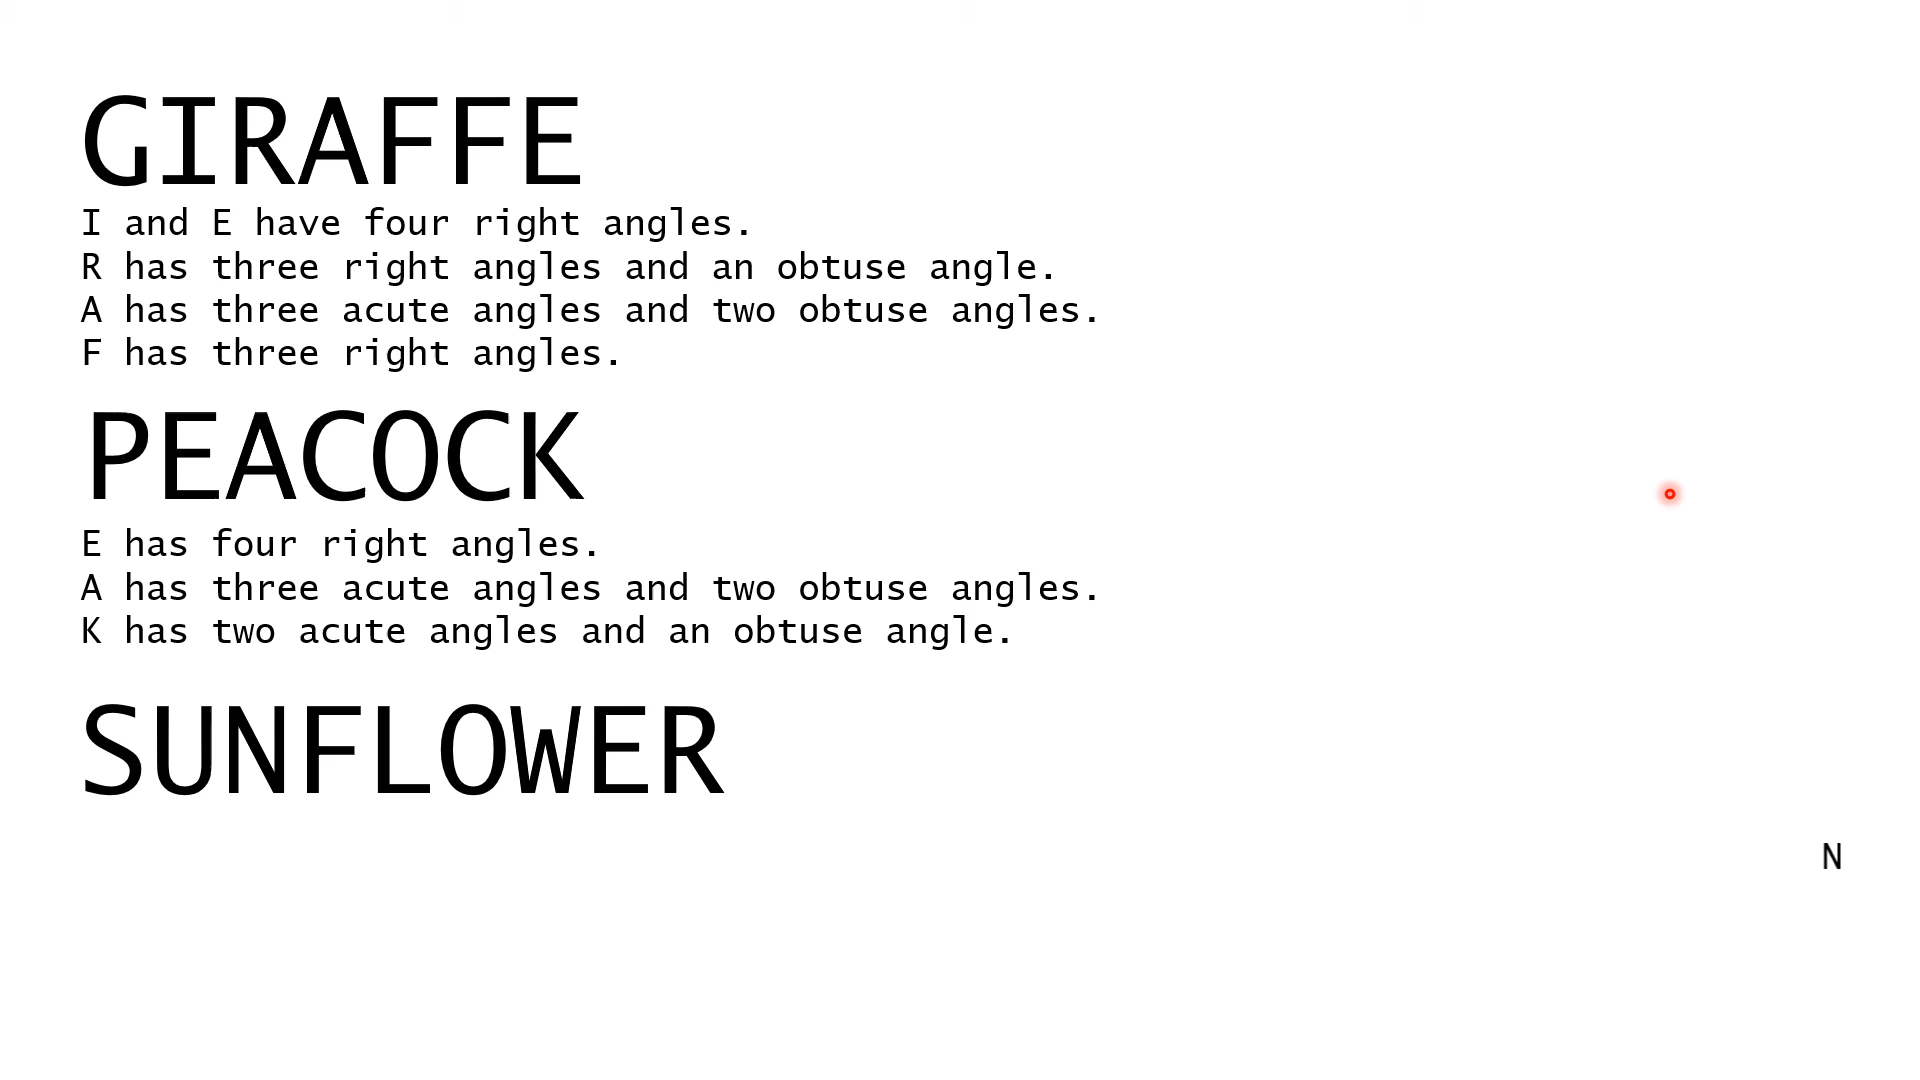 GIRAFFE
I and E have four right angles.
R has three right angles and an obtuse angle.
A has three acute angles and two obtuse angles.
F has three right angles.
PEACOCK
E has four right angles.
A has three acute angles and two obtuse angles.
K has two acute angles and an obtuse angle.
SUNFLOWER
N